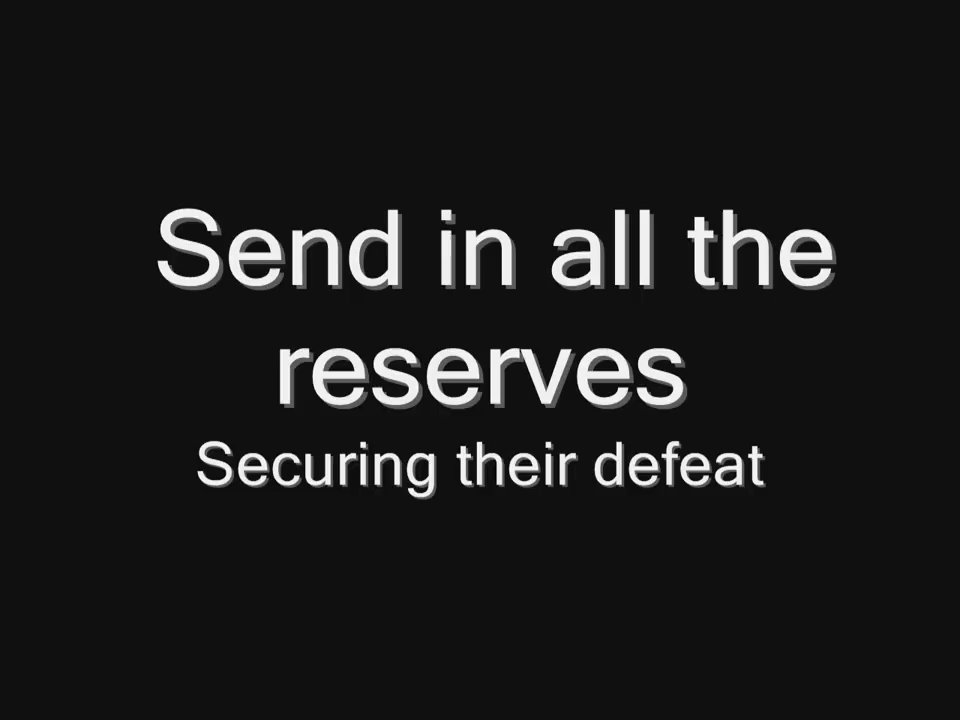 Send in all the
reserves
Securing their defeat